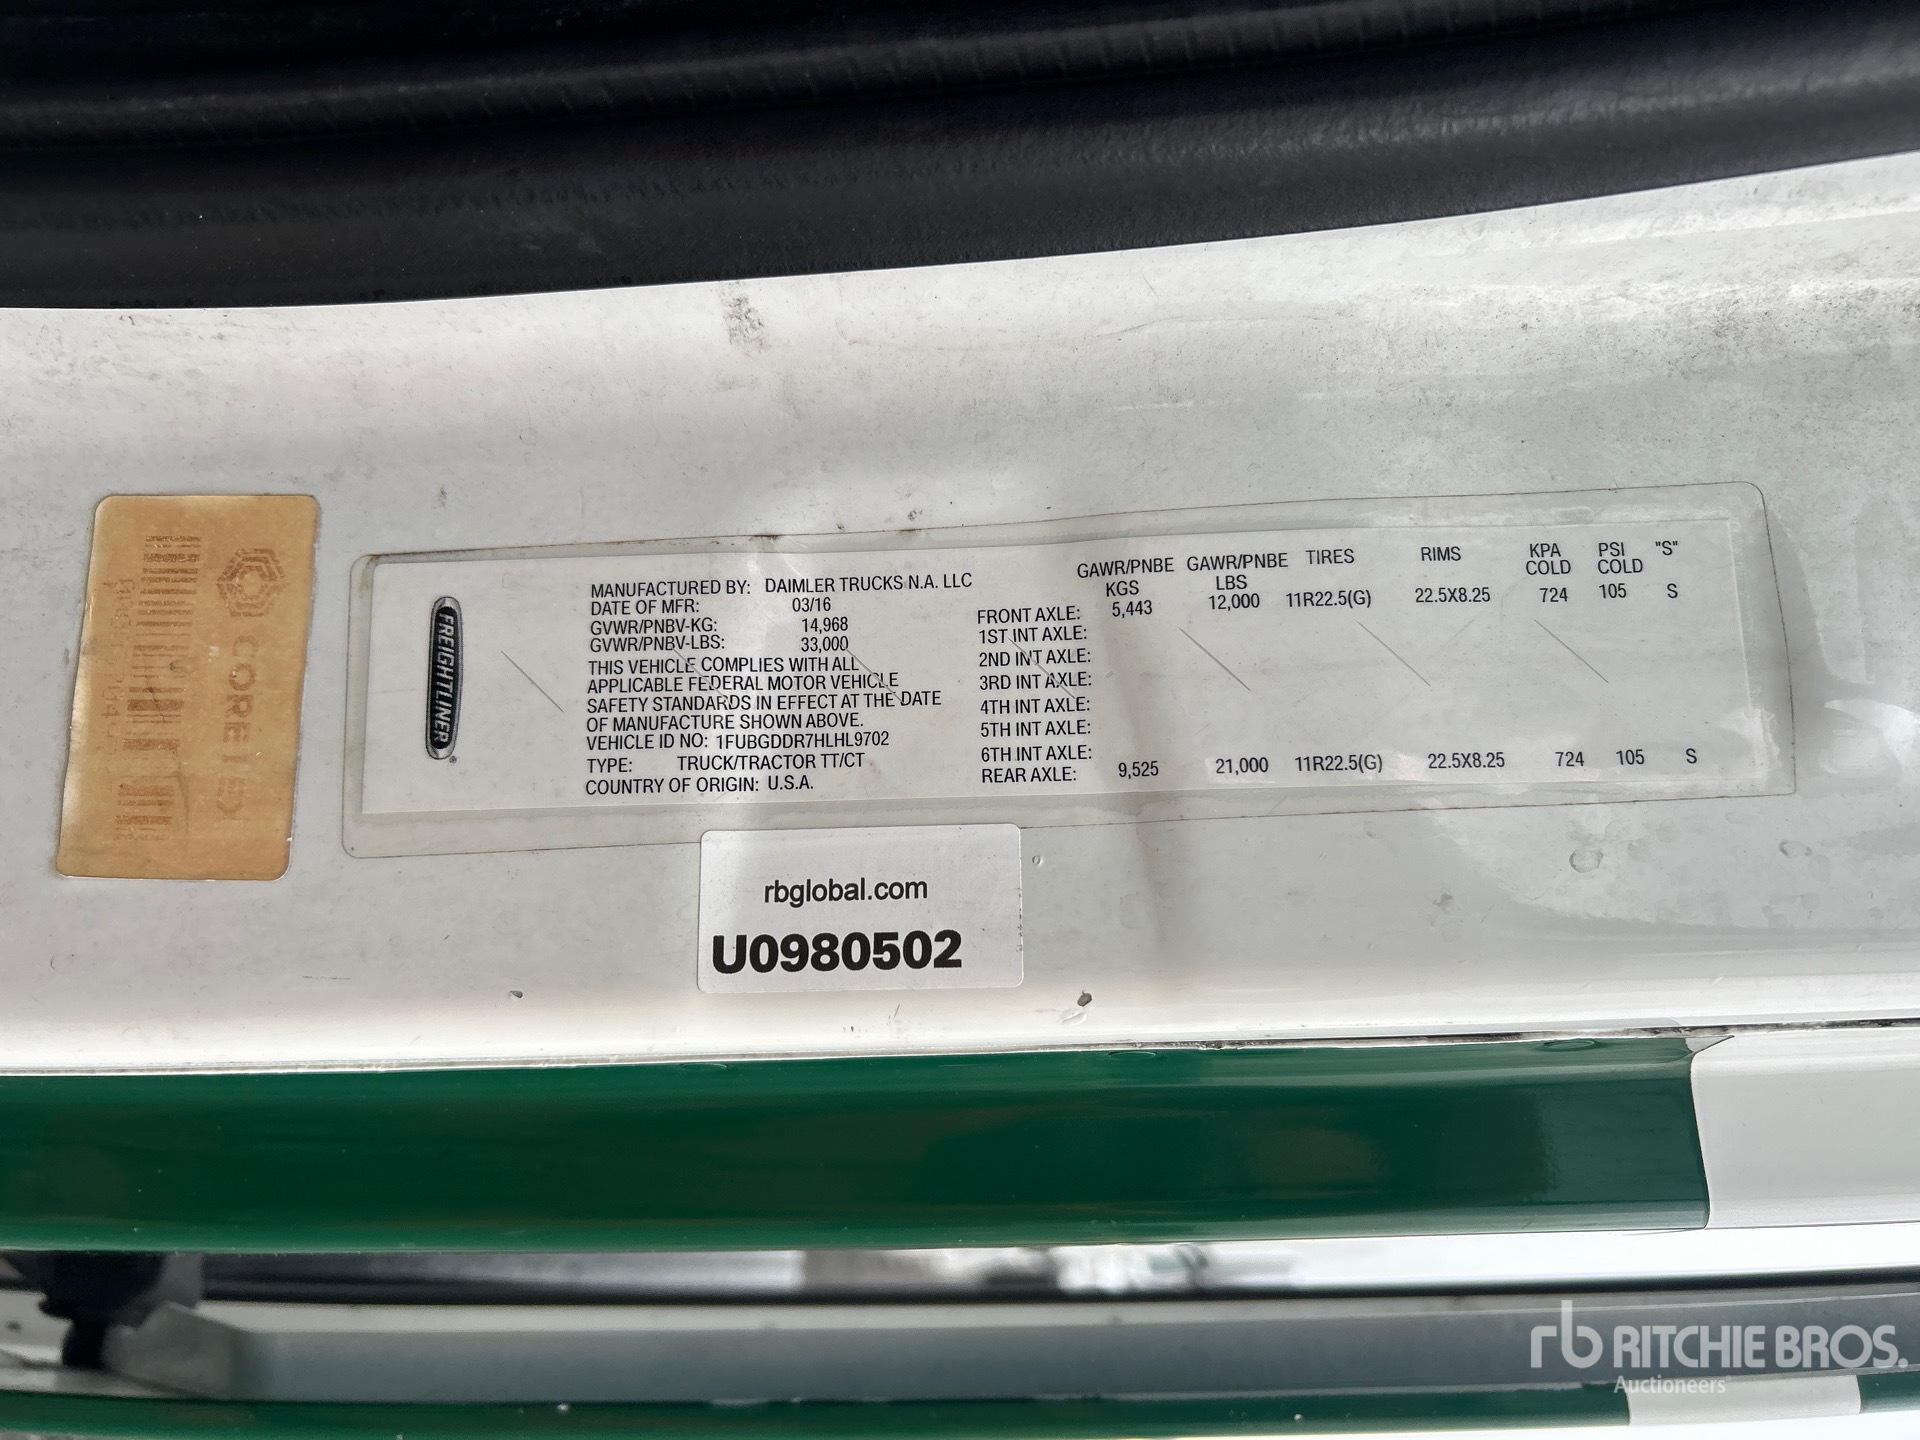 MANUFACTURED BY: DAIMLER TRUCKS N.A. LLC
DATE OF MFR: 03/16
GVWR/PNBV-KG: 14,968
GVWR/PNBV-LBS: 33,000
THIS VEHICLE COMPLIES WITH ALL
APPLICABLE FEDERAL MOTOR VEHICLE
SAFETY STANDARDS IN EFFECT AT THE DATE
OF MANUFACTURE SHOWN ABOVE.
VEHICLE ID NO: 1FUBGDDR7HLHL9702
TYPE: TRUCK/TRACTOR TT/CT
COUNTRY OF ORIGIN: U.S.A.
GAWR/PNBE KGS GAWR/PNBE LBS TIRES RIMS KPA COLD PSI COLD "S"
FRONT AXLE: 5,443 12,000 11R22.5(G) 22.5X8.25 724 105 S
1ST INT AXLE:
2ND INT AXLE:
3RD INT AXLE:
4TH INT AXLE:
5TH INT AXLE:
6TH INT AXLE:
REAR AXLE: 9,525 21,000 11R22.5(G) 22.5X8.25 724 105 S
FREIGHTLINER
rbglobal.com
U0980502
rb RITCHIE BROS.
Auctioneers